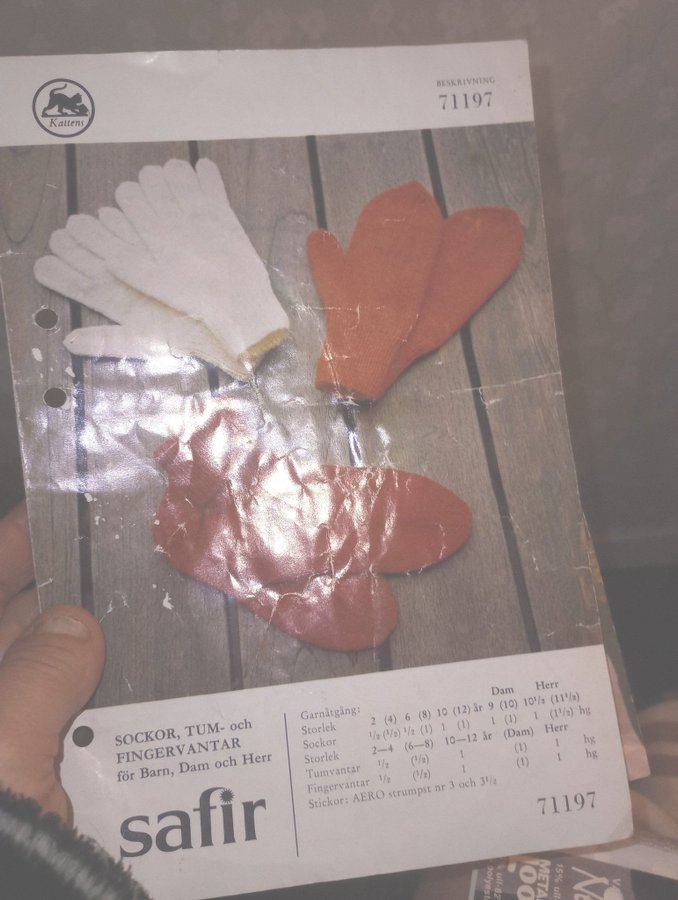 Kattens
BESKRIVNING
71197
SOCKOR, TUM- och
FINGERVANTAR
för Barn, Dam och Herr
safir
Garnåtgång: Dam Herr
Storlek 2 (4) 6 (8) 10 (12) år 9 (10) 10½ (11½)
Sockor ½ (½) ½ (1) 1 (1) 1 (1) 1 (1½) hg
Storlek 2—4 (6—8) 10—12 år (Dam) Herr
Tumvantar ½ (½) 1 (1) 1 hg
Fingervantar ½ (½) 1 (1) 1 hg
Stickor: AERO strumpst nr 3 och 3½
71197